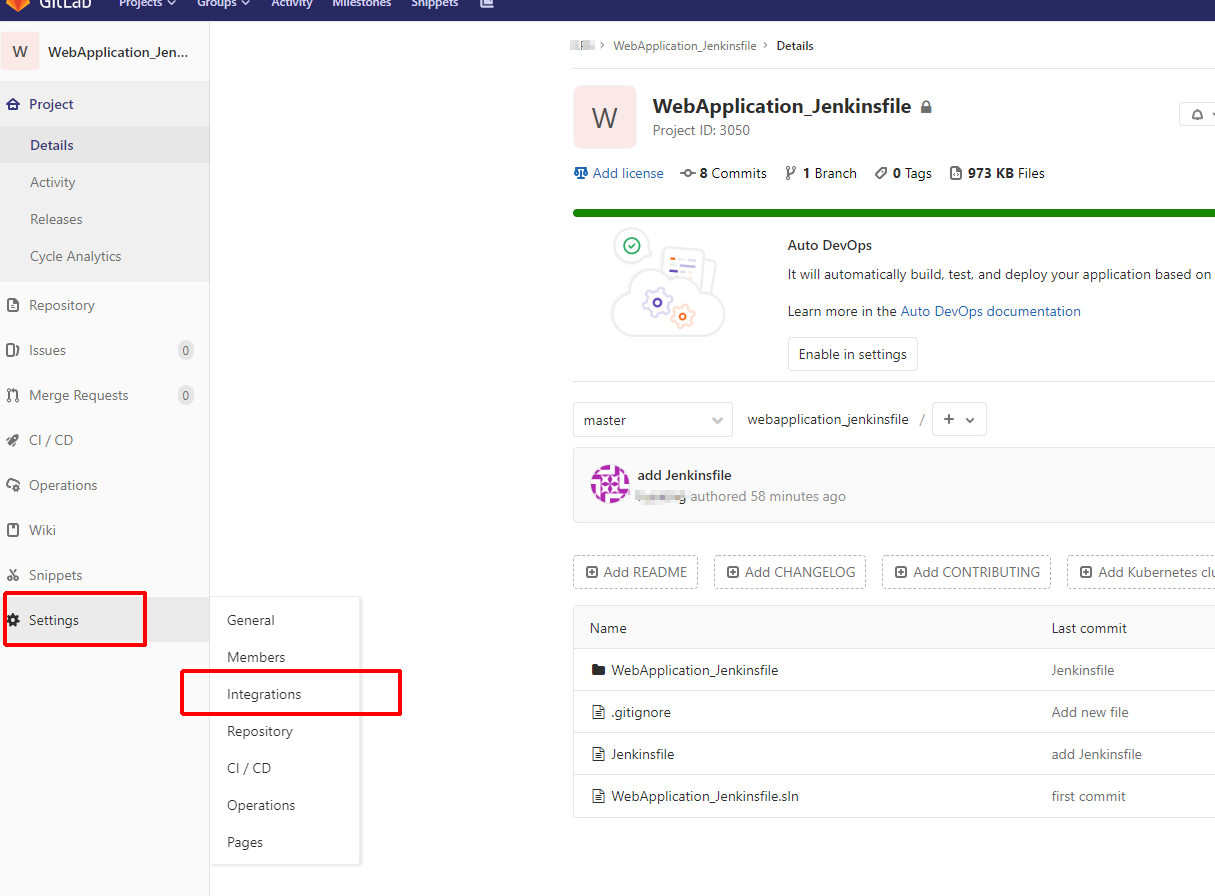 GitLab Projects Groups Activity Milestones Snippets
W WebApplication_Jen...
Project
Details
Activity
Releases
Cycle Analytics
Repository
Issues 0
Merge Requests 0
CI / CD
Operations
Wiki
Snippets
Settings
General
Members
Integrations
Repository
CI / CD
Operations
Pages
> WebApplication_Jenkinsfile > Details
W
WebApplication_Jenkinsfile
Project ID: 3050
Add license 8 Commits 1 Branch 0 Tags 973 KB Files
Auto DevOps
It will automatically build, test, and deploy your application based on
Learn more in the Auto DevOps documentation
Enable in settings
master webapplication_jenkinsfile / +
add Jenkinsfile
authored 58 minutes ago
Add README Add CHANGELOG Add CONTRIBUTING Add Kubernetes clu
Name Last commit
WebApplication_Jenkinsfile Jenkinsfile
.gitignore Add new file
Jenkinsfile add Jenkinsfile
WebApplication_Jenkinsfile.sln first commit